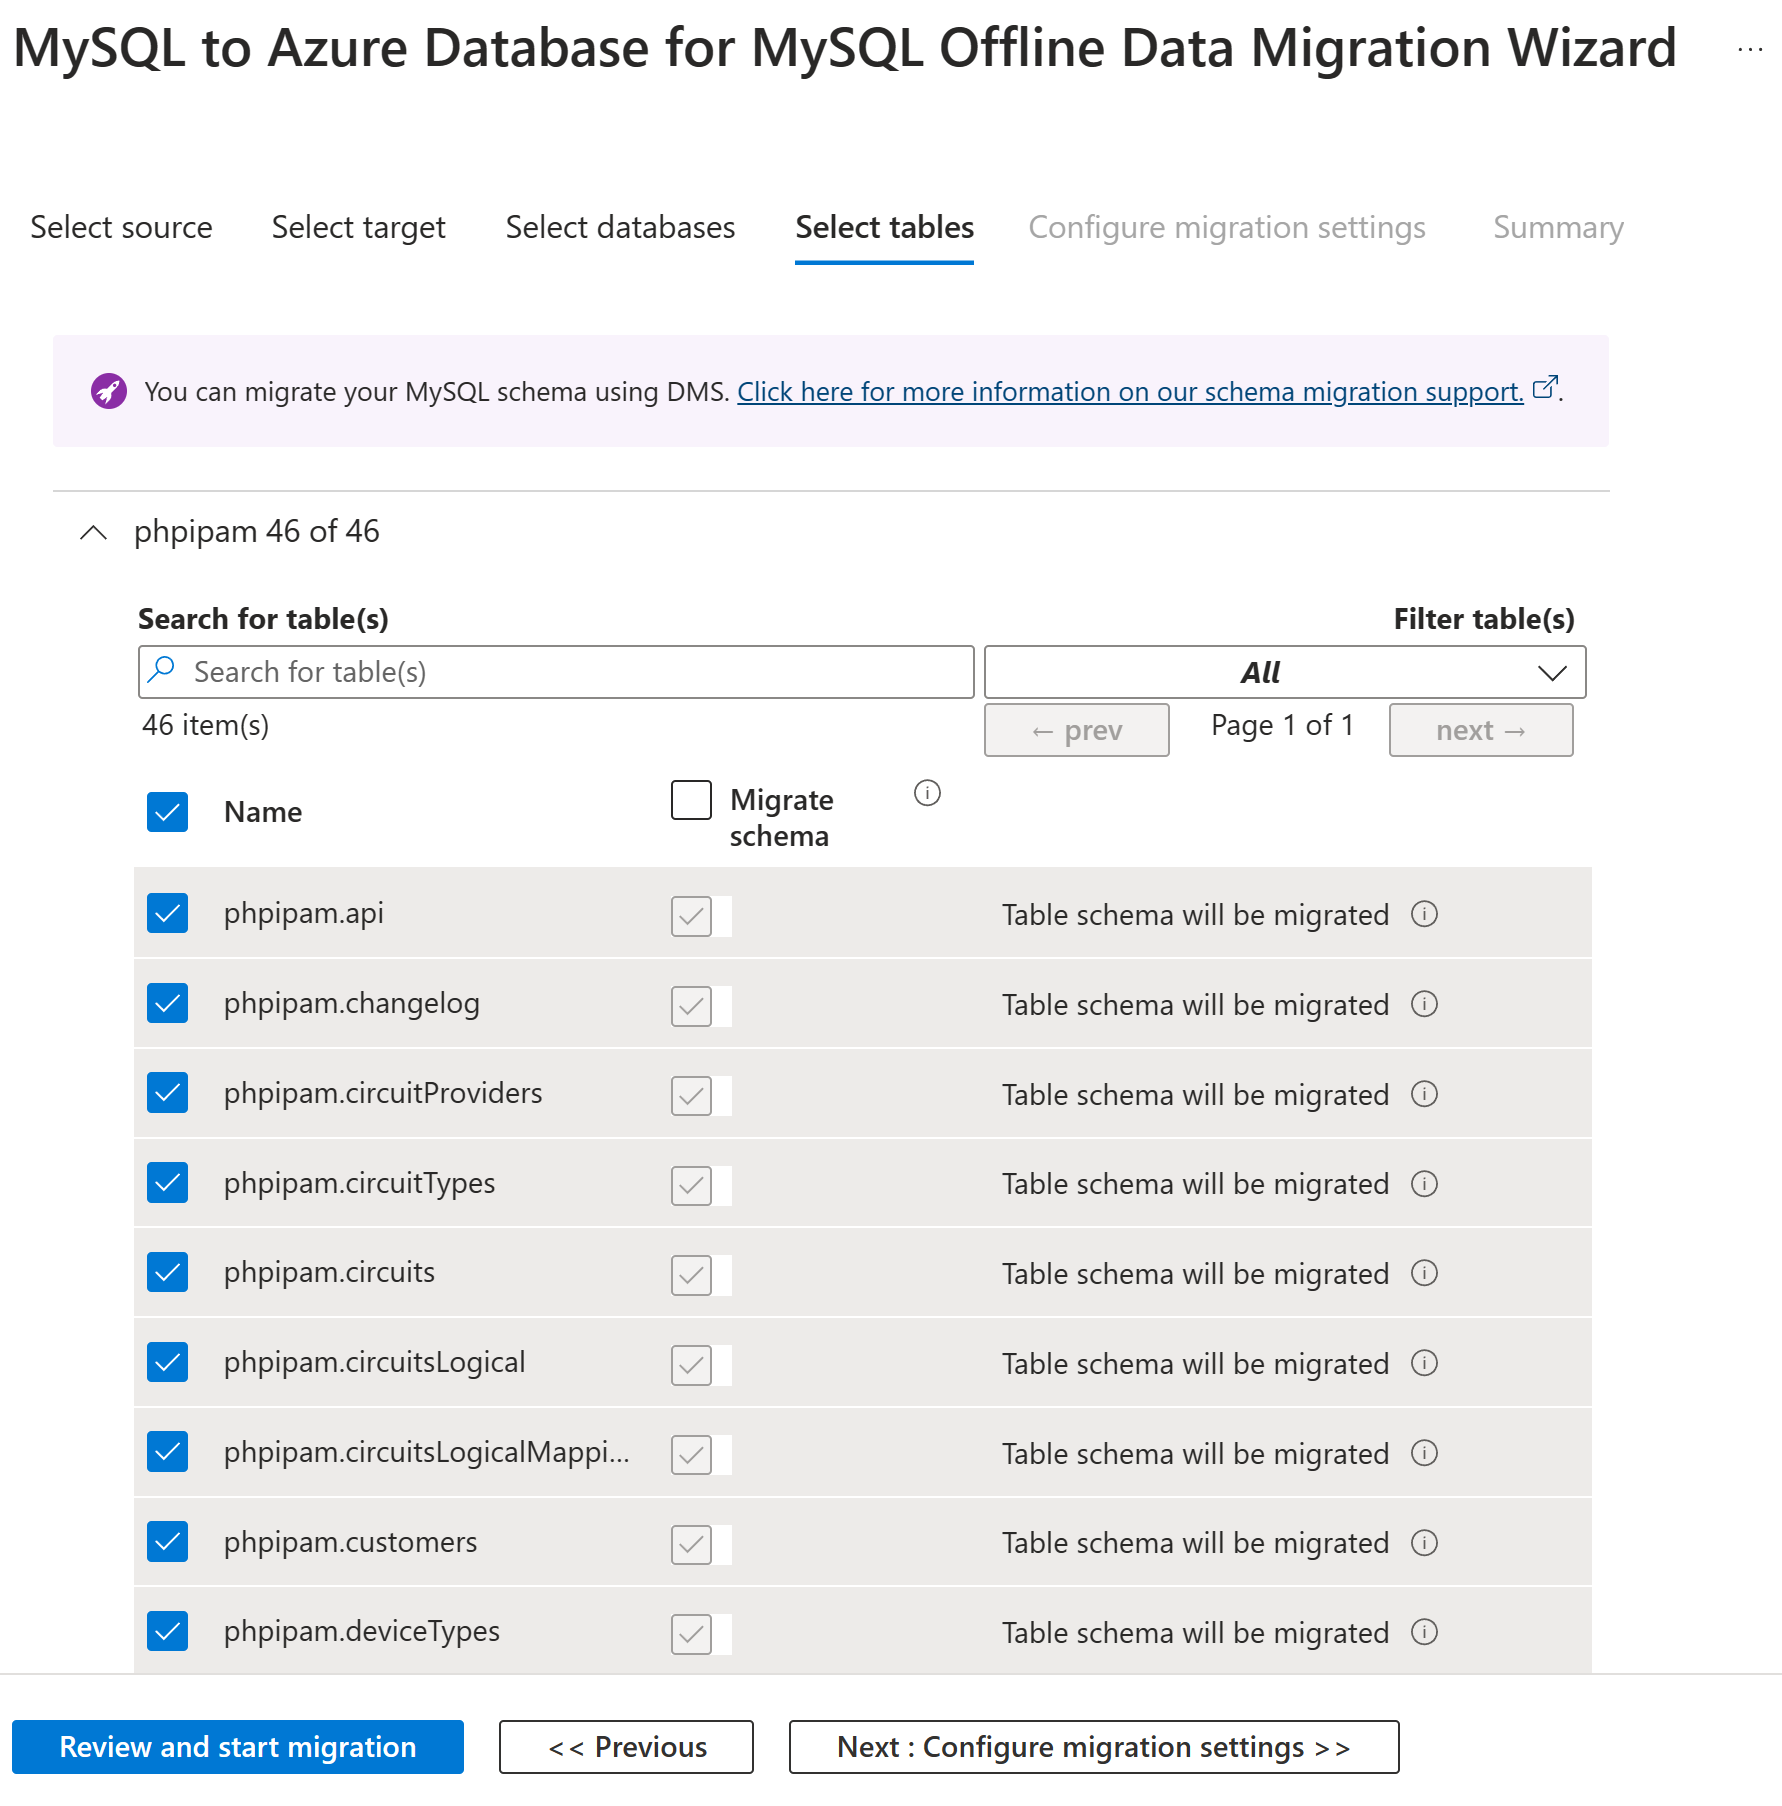 MySQL to Azure Database for MySQL Offline Data Migration Wizard ...
Select source Select target Select databases Select tables Configure migration settings Summary
You can migrate your MySQL schema using DMS. Click here for more information on our schema migration support. .
phpipam 46 of 46
Search for table(s) Filter table(s)
Search for table(s) All
46 item(s) ← prev Page 1 of 1 next →
Name Migrate
schema
phpipam.api Table schema will be migrated
phpipam.changelog Table schema will be migrated
phpipam.circuitProviders Table schema will be migrated
phpipam.circuitTypes Table schema will be migrated
phpipam.circuits Table schema will be migrated
phpipam.circuitsLogical Table schema will be migrated
phpipam.circuitsLogicalMappi... Table schema will be migrated
phpipam.customers Table schema will be migrated
phpipam.deviceTypes Table schema will be migrated
Review and start migration << Previous Next : Configure migration settings >>